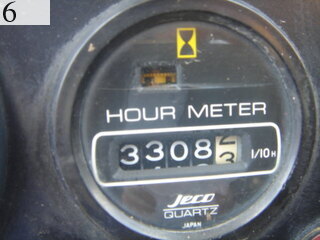 6
HOUR METER
3308 1/10H
Jeco
QUARTZ
JAPAN